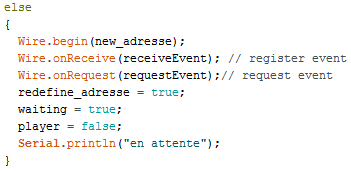 else
{
  Wire.begin(new_adresse);
  Wire.onReceive(receiveEvent); // register event
  Wire.onRequest(requestEvent);// request event
  redefine_adresse = true;
  waiting = true;
  player = false;
  Serial.println("en attente");
}